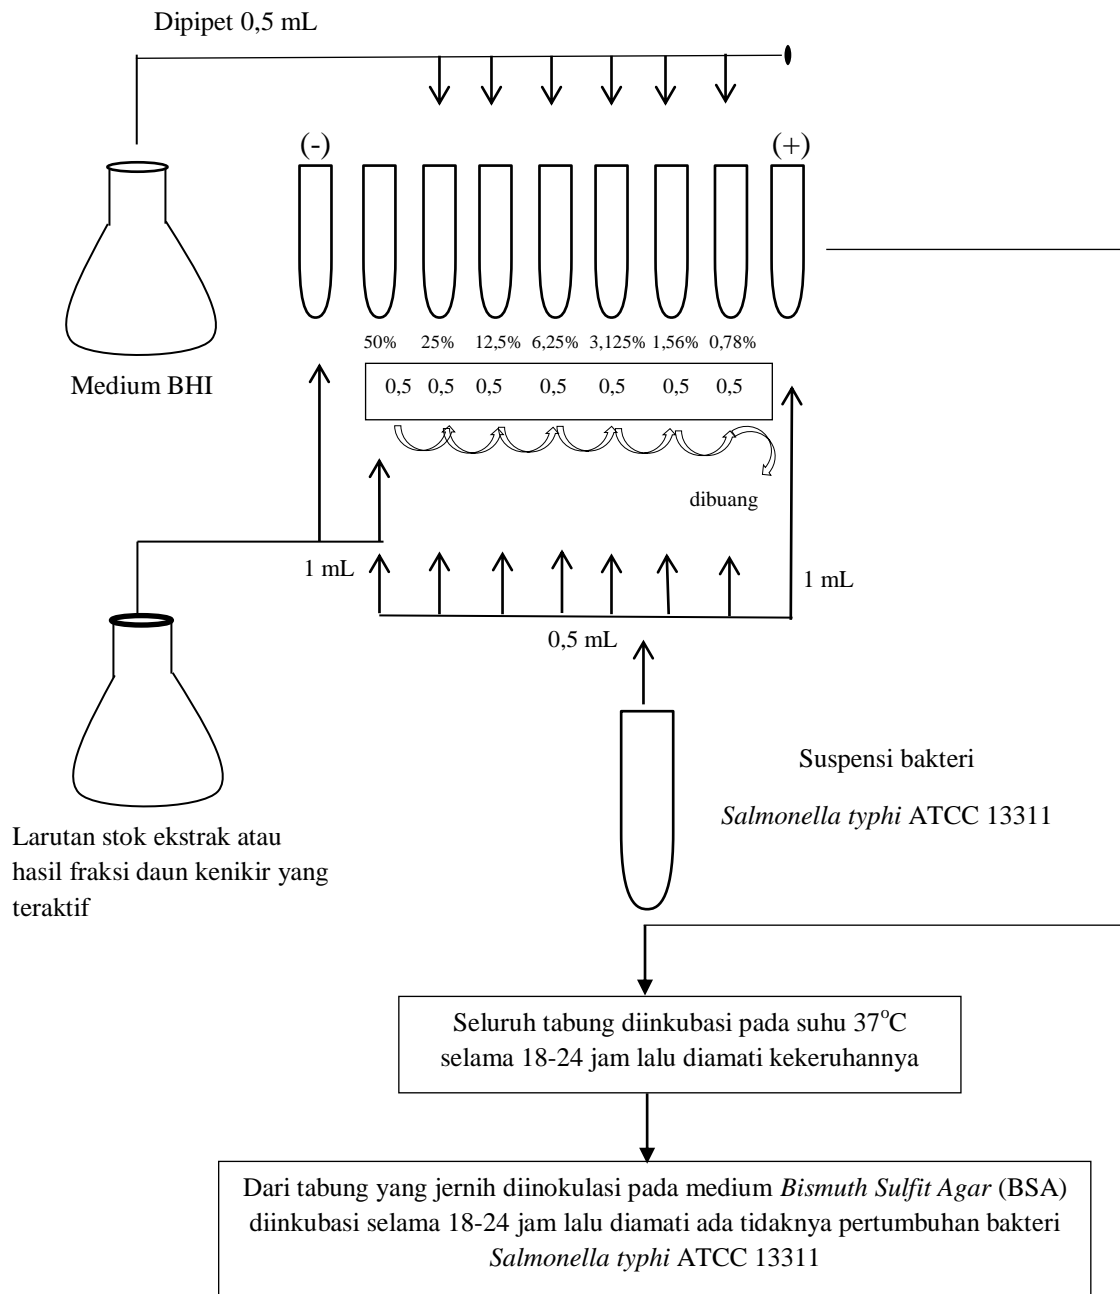 Dipipet 0,5 mL
(-)
(+)
Medium BHI
50% 25% 12,5% 6,25% 3,125% 1,56% 0,78%
0,5 0,5 0,5 0,5 0,5 0,5 0,5
dibuang
1 mL
1 mL
0,5 mL
Suspensi bakteri
Salmonella typhi ATCC 13311
Larutan stok ekstrak atau
hasil fraksi daun kenikir yang
teraktif
Seluruh tabung diinkubasi pada suhu 37°C
selama 18-24 jam lalu diamati kekeruhannya
Dari tabung yang jernih diinokulasi pada medium Bismuth Sulfit Agar (BSA)
diinkubasi selama 18-24 jam lalu diamati ada tidaknya pertumbuhan bakteri
Salmonella typhi ATCC 13311